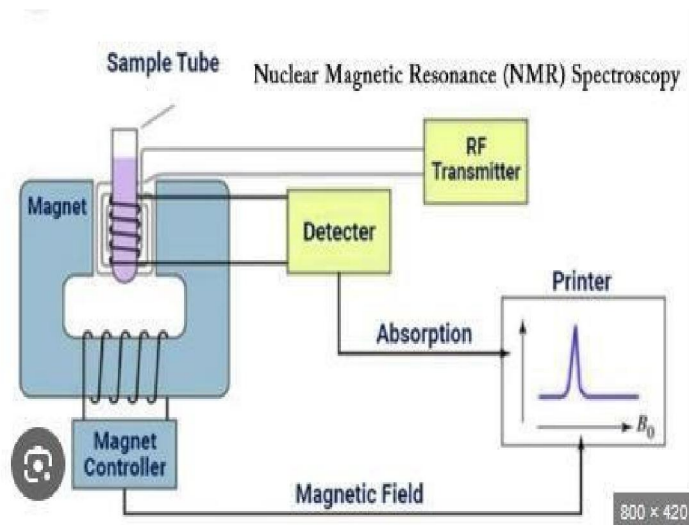 Sample Tube
Nuclear Magnetic Resonance (NMR) Spectroscopy
RF
Transmitter
Magnet
Detecter
Printer
Absorption
B0
Magnet
Controller
Magnetic Field
800 × 420